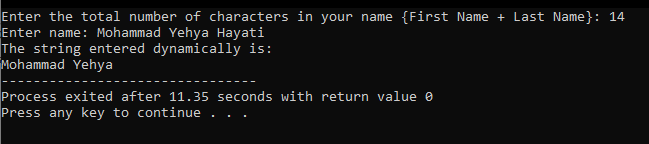 Enter the total number of characters in your name {First Name + Last Name}: 14
Enter name: Mohammad Yehya Hayati
The string entered dynamically is:
Mohammad Yehya
--------------------------------
Process exited after 11.35 seconds with return value 0
Press any key to continue . . .